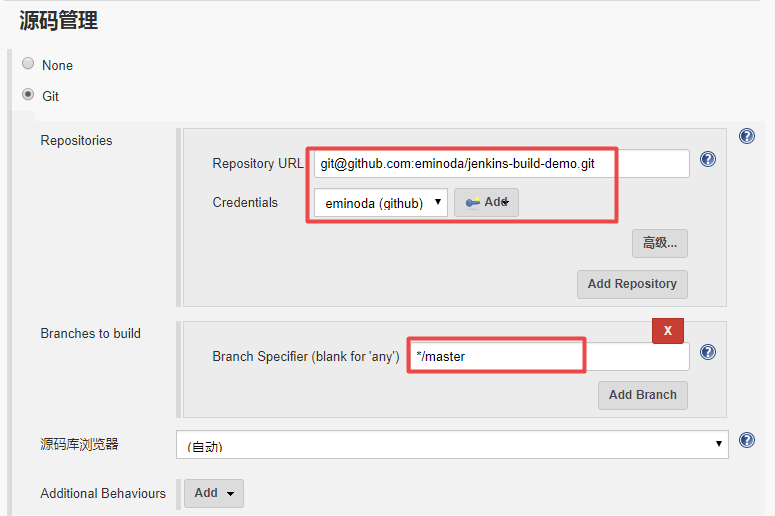 源码管理
None
Git
Repositories
Repository URL git@github.com:eminoda/jenkins-build-demo.git
Credentials eminoda (github) Add
高级...
Add Repository
Branches to build
X
Branch Specifier (blank for 'any') */master
Add Branch
源码库浏览器 (自动)
Additional Behaviours Add